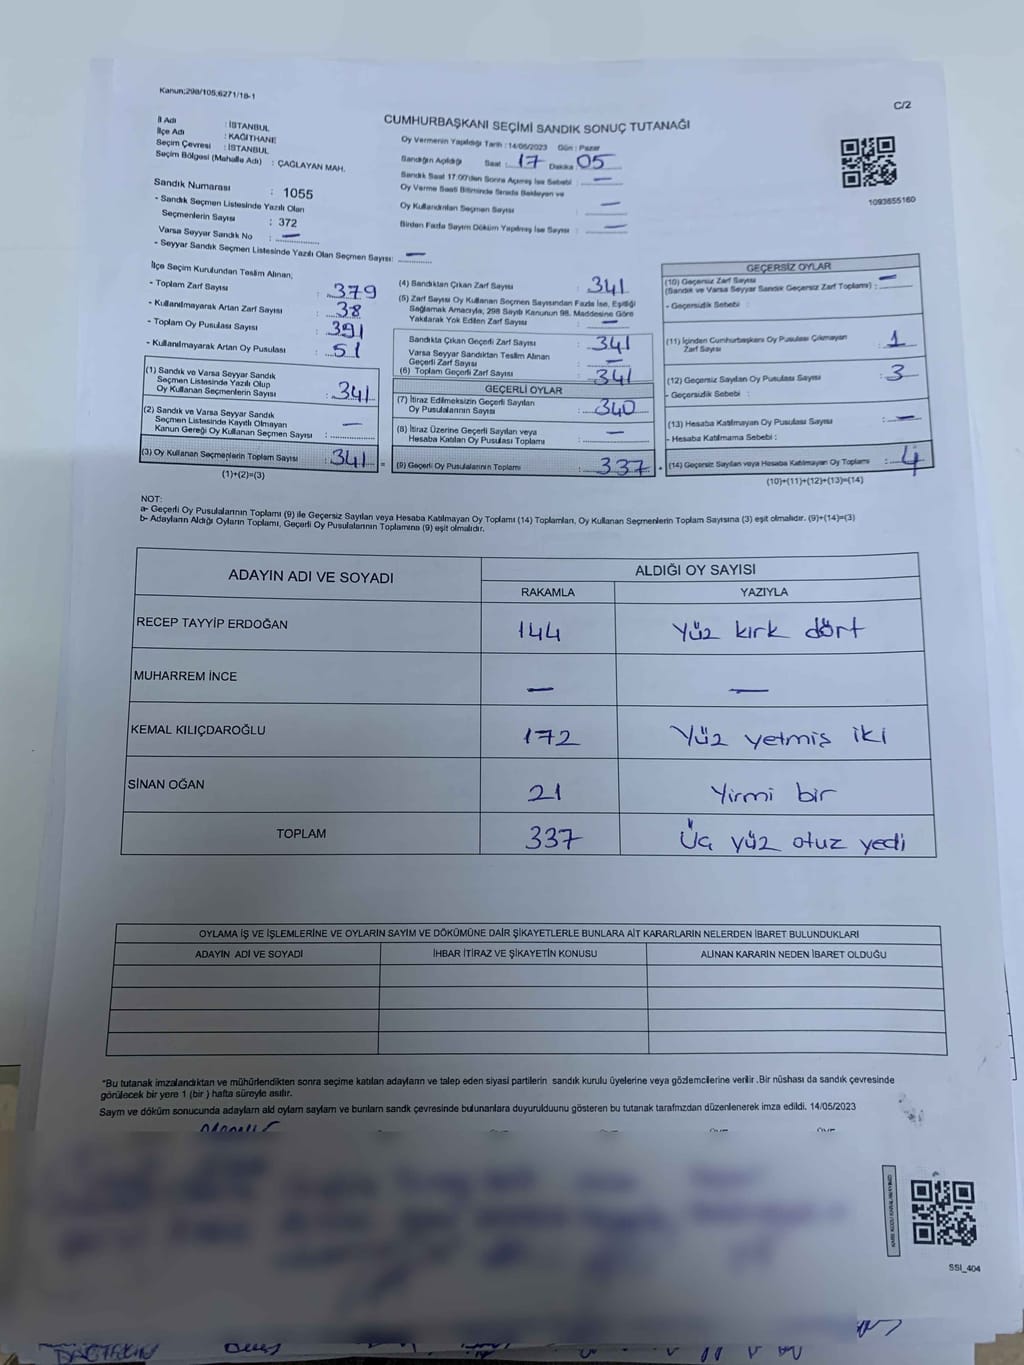 Kanun;298/105;6271/18-1
C/2
İl Adı : İSTANBUL
İlçe Adı : KAĞITHANE
Seçim Çevresi : İSTANBUL
Seçim Bölgesi (Mahalle Adı) : ÇAĞLAYAN MAH.
CUMHURBAŞKANI SEÇİMİ SANDIK SONUÇ TUTANAĞI
Oy Vermenin Yapıldığı Tarih : 14/05/2023 Gün : Pazar
Sandığın Açıldığı Saat : 17 Dakika 05
Sandık Saat 17:00'den Sonra Açılmış İse Sebebi : —
Oy Verme Saati Bitiminde Sırada Bekleyen ve
Oy Kullandırılan Seçmen Sayısı : —
Birden Fazla Sayım Döküm Yapılmış İse Sayısı : —
1093655160
Sandık Numarası : 1055
- Sandık Seçmen Listesinde Yazılı Olan
Seçmenlerin Sayısı : 372
Varsa Seyyar Sandık No : —
- Seyyar Sandık Seçmen Listesinde Yazılı Olan Seçmen Sayısı: —
İlçe Seçim Kurulundan Teslim Alınan;
- Toplam Zarf Sayısı : 379
- Kullanılmayarak Artan Zarf Sayısı : 38
- Toplam Oy Pusulası Sayısı : 391
- Kullanılmayarak Artan Oy Pusulası : 51
(1) Sandık ve Varsa Seyyar Sandık
Seçmen Listesinde Yazılı Olup
Oy Kullanan Seçmenlerin Sayısı : 341
(2) Sandık ve Varsa Seyyar Sandık
Seçmen Listesinde Kayıtlı Olmayan
Kanun Gereği Oy Kullanan Seçmen Sayısı :
(3) Oy Kullanan Seçmenlerin Toplam Sayısı : 341
(1)+(2)=(3)
(4) Sandıktan Çıkan Zarf Sayısı : 341
(5) Zarf Sayısı Oy Kullanan Seçmen Sayısından Fazla İse, Eşitliği
Sağlamak Amacıyla, 298 Sayılı Kanunun 98. Maddesine Göre
Yakılarak Yok Edilen Zarf Sayısı : —
Sandıkta Çıkan Geçerli Zarf Sayısı : 341
Varsa Seyyar Sandıktan Teslim Alınan
Geçerli Zarf Sayısı : —
(6) Toplam Geçerli Zarf Sayısı : 341
GEÇERLİ OYLAR
(7) İtiraz Edilmeksizin Geçerli Sayılan
Oy Pusulalarının Sayısı : 340
(8) İtiraz Üzerine Geçerli Sayılan veya
Hesaba Katılan Oy Pusulası Toplamı : —
= (9) Geçerli Oy Pusulalarının Toplamı : 337
GEÇERSİZ OYLAR
(10) Geçersiz Zarf Sayısı
(Sandık ve Varsa Seyyar Sandık Geçersiz Zarf Toplamı) : —
- Geçersizlik Sebebi :
(11) İçinden Cumhurbaşkanı Oy Pusulası Çıkmayan
Zarf Sayısı : 1
(12) Geçersiz Sayılan Oy Pusulası Sayısı : 3
- Geçersizlik Sebebi :
(13) Hesaba Katılmayan Oy Pusulası Sayısı : —
- Hesaba Katılmama Sebebi :
(14) Geçersiz Sayılan veya Hesaba Katılmayan Oy Toplamı : 4
(10)+(11)+(12)+(13)=(14)
NOT:
a- Geçerli Oy Pusulalarının Toplamı (9) ile Geçersiz Sayılan veya Hesaba Katılmayan Oy Toplamı (14) Toplamları, Oy Kullanan Seçmenlerin Toplam Sayısına (3) eşit olmalıdır. (9)+(14)=(3)
b- Adayların Aldığı Oyların Toplamı, Geçerli Oy Pusulalarının Toplamına (9) eşit olmalıdır.
ADAYIN ADI VE SOYADI ALDIĞI OY SAYISI
RAKAMLA YAZIYLA
RECEP TAYYİP ERDOĞAN 144 Yüz kırk dört
MUHARREM İNCE — —
KEMAL KILIÇDAROĞLU 172 Yüz yetmiş iki
SİNAN OĞAN 21 Yirmi bir
TOPLAM 337 Üç yüz otuz yedi
OYLAMA İŞ VE İŞLEMLERİNE VE OYLARIN SAYIM VE DÖKÜMÜNE DAİR ŞİKAYETLERLE BUNLARA AİT KARARLARIN NELERDEN İBARET BULUNDUKLARI
ADAYIN ADI VE SOYADI İHBAR İTİRAZ VE ŞİKAYETİN KONUSU ALINAN KARARIN NEDEN İBARET OLDUĞU
*Bu tutanak imzalandıktan ve mühürlendikten sonra seçime katılan adayların ve talep eden siyasi partilerin sandık kurulu üyelerine veya gözlemcilerine verilir .Bir nüshası da sandık çevresinde
görülecek bir yere 1 (bir ) hafta süreyle asılır.
Sayım ve döküm sonucunda adayların ald oyların sayıların ve bunların sandk çevresinde bulunanlara duyurulduunu gösteren bu tutanak tarafmzdan düzenlenerek imza edildi. 14/05/2023
SSI_404